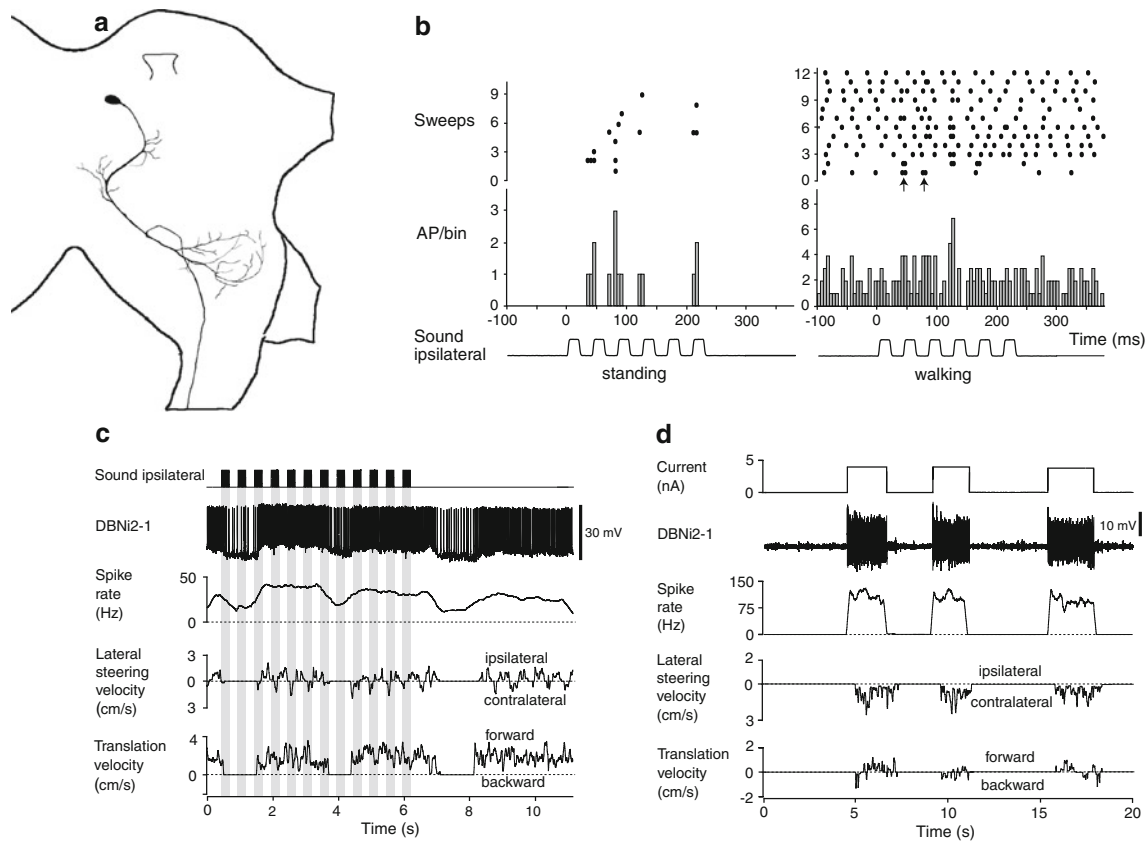 a
b
Sweeps
9
6
3
0
12
9
6
3
0
AP/bin
3
2
1
0
8
6
4
2
0
-100 0 100 200 300
-100 0 100 200 300
Time (ms)
Sound
ipsilateral
standing
walking
c
Sound ipsilateral
DBNi2-1
30 mV
Spike
rate
(Hz)
50
0
Lateral
steering
velocity
(cm/s)
3
0
3
ipsilateral
contralateral
Translation
velocity
(cm/s)
4
0
forward
backward
0 2 4 6 8 10
Time (s)
d
Current
(nA)
5
0
DBNi2-1
10 mV
Spike
rate
(Hz)
150
75
0
Lateral
steering
velocity
(cm/s)
2
0
3
ipsilateral
contralateral
Translation
velocity
(cm/s)
2
0
-2
forward
backward
0 5 10 15 20
Time (s)